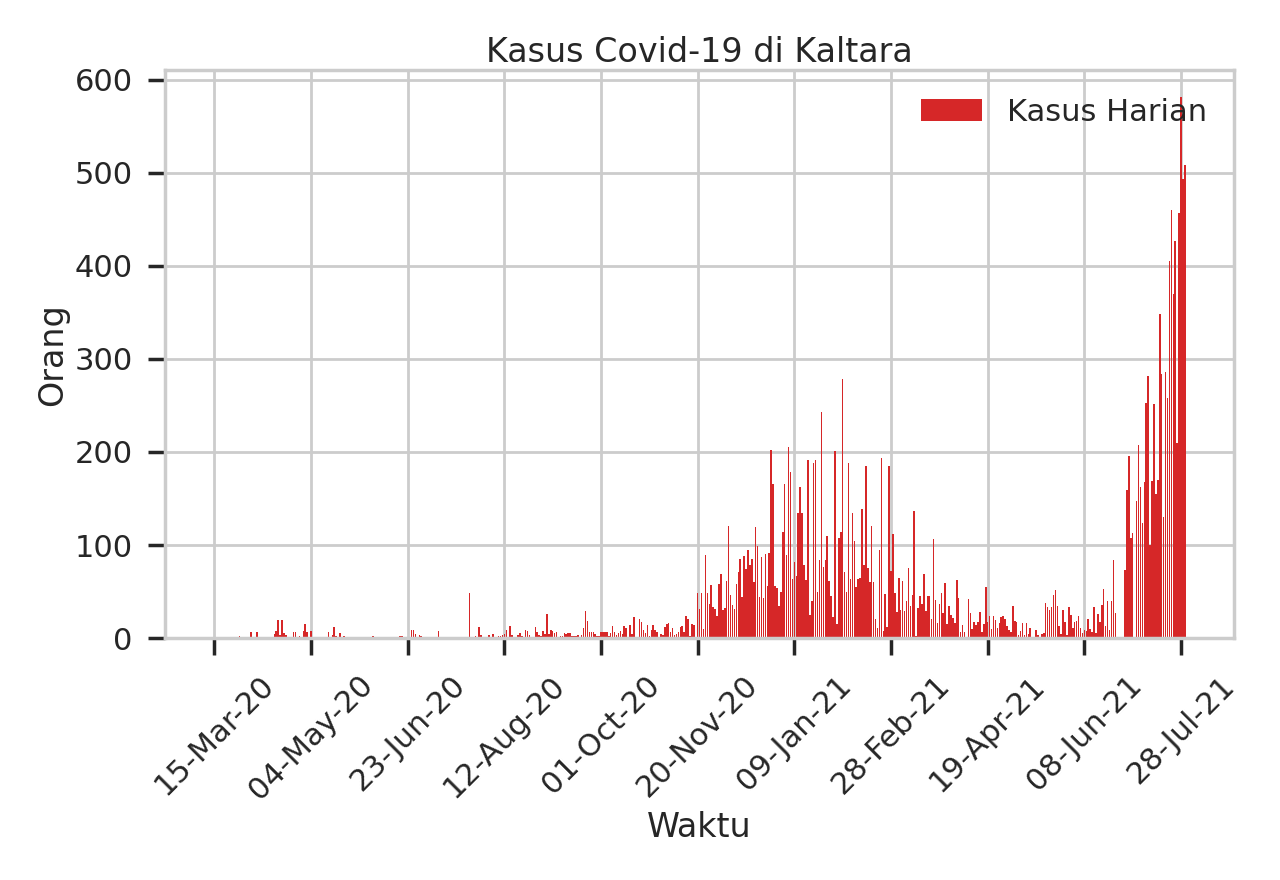 Kasus Covid-19 di Kaltara
Kasus Harian
600
500
400
300
200
100
0
Orang
15-Mar-20
04-May-20
23-Jun-20
12-Aug-20
01-Oct-20
20-Nov-20
09-Jan-21
28-Feb-21
19-Apr-21
08-Jun-21
28-Jul-21
Waktu